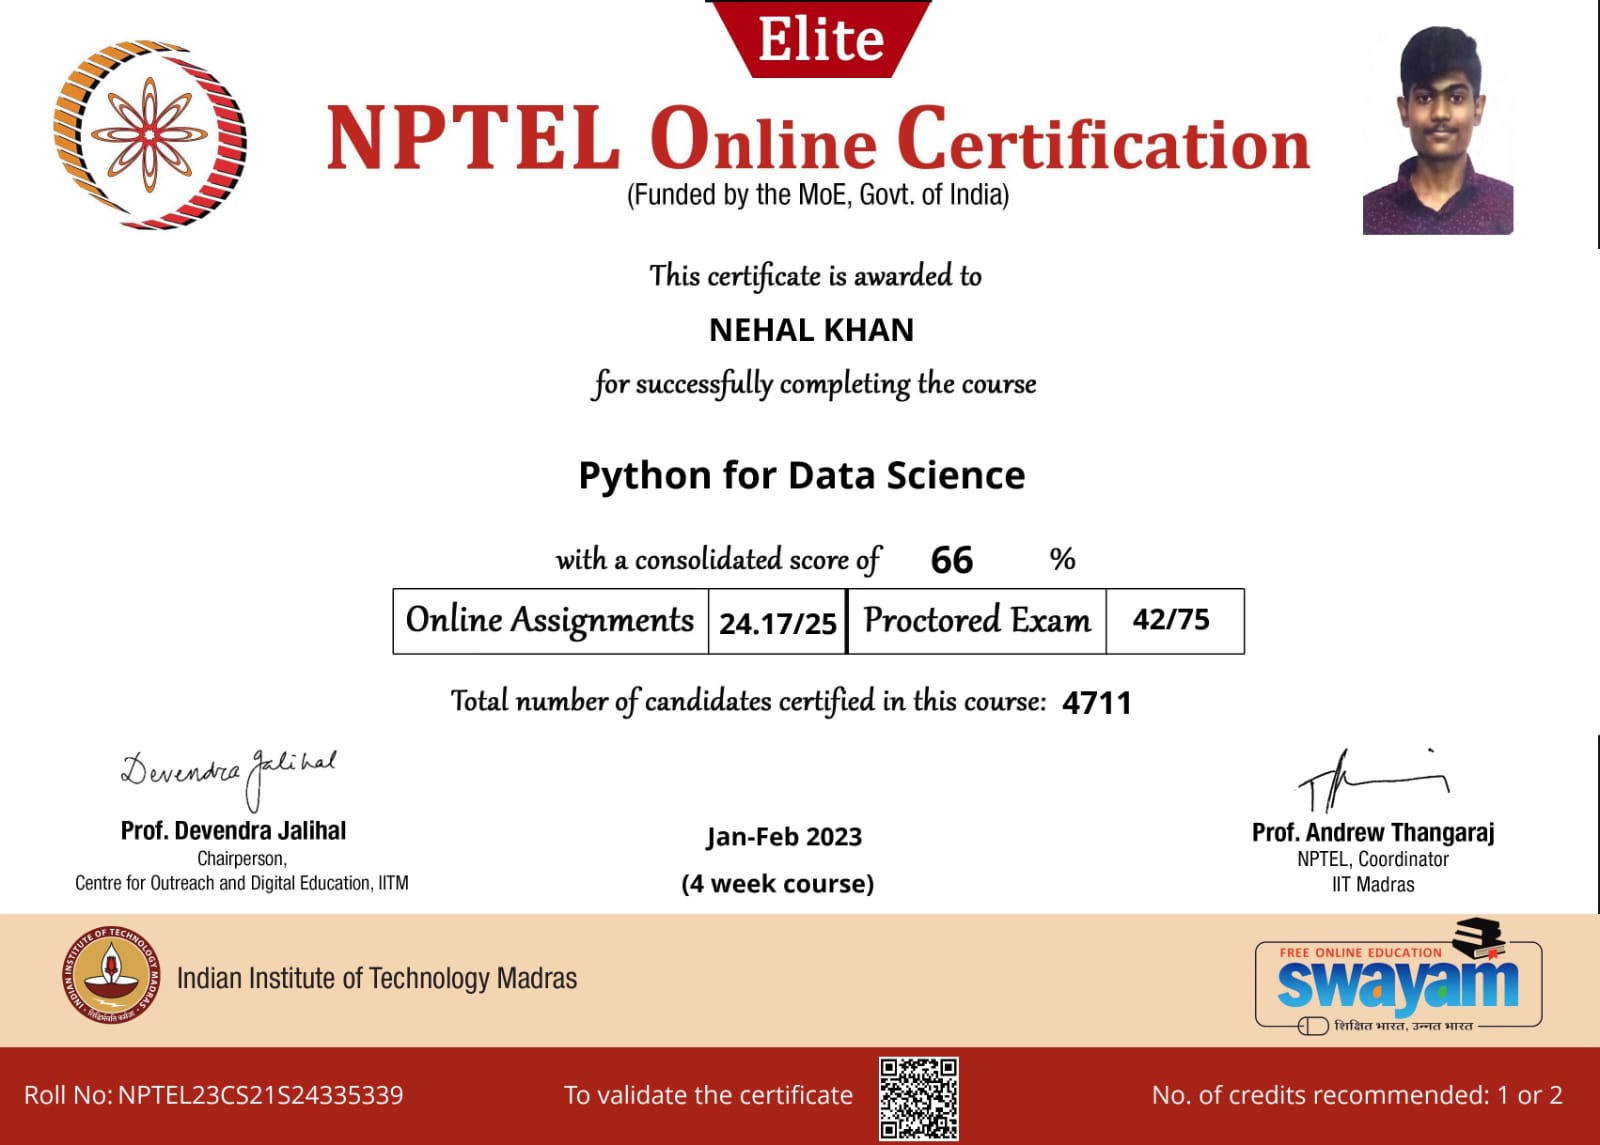 Elite
NPTEL Online Certification
(Funded by the MoE, Govt. of India)
This certificate is awarded to
NEHAL KHAN
for successfully completing the course
Python for Data Science
with a consolidated score of 66 %
Online Assignments 24.17/25 Proctored Exam 42/75
Total number of candidates certified in this course: 4711
Devendra Jalihal
Prof. Devendra Jalihal
Chairperson,
Centre for Outreach and Digital Education, IITM
Jan-Feb 2023
(4 week course)
Prof. Andrew Thangaraj
NPTEL, Coordinator
IIT Madras
INDIAN INSTITUTE OF TECHNOLOGY MADRAS
सिद्धिर्भवति कर्मजा
Indian Institute of Technology Madras
FREE ONLINE EDUCATION
swayam
शिक्षित भारत, उन्नत भारत
Roll No: NPTEL23CS21S24335339
To validate the certificate
No. of credits recommended: 1 or 2